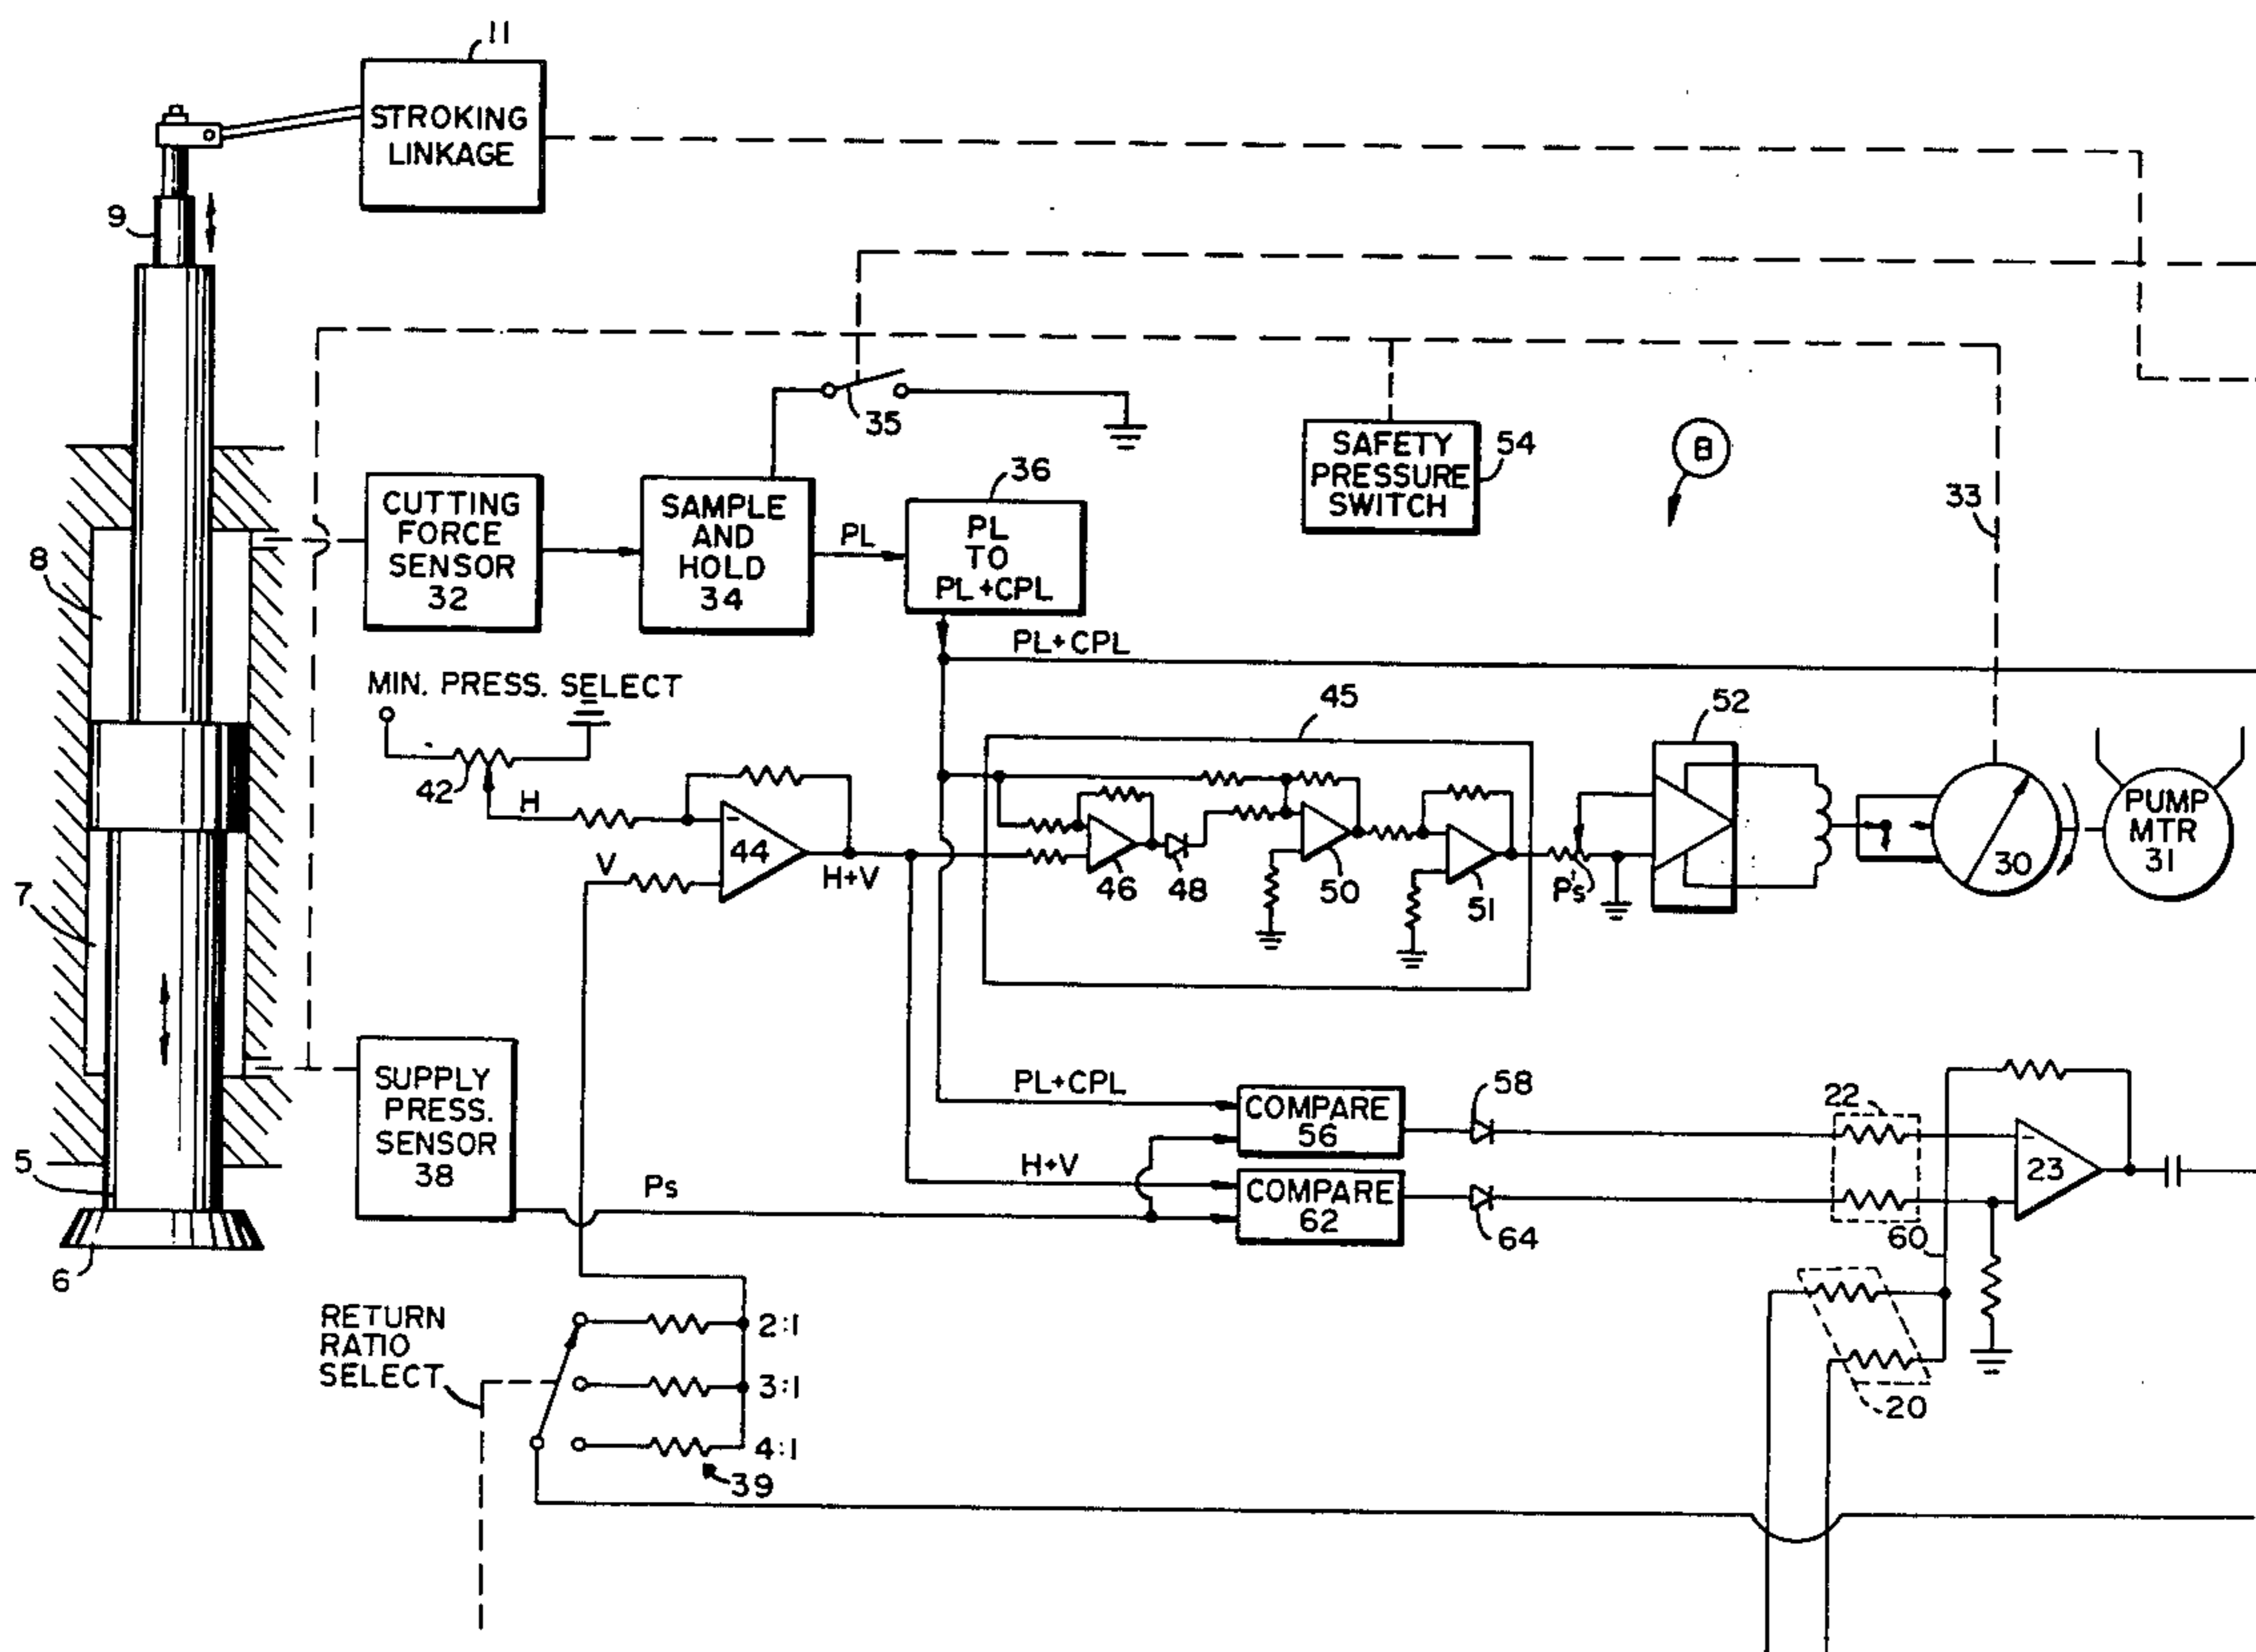 11
STROKING
LINKAGE
9
35
SAFETY
PRESSURE
SWITCH
54
B
33
36
CUTTING
FORCE
SENSOR
32
SAMPLE
AND
HOLD
34
PL
PL
TO
PL+CPL
8
PL+CPL
MIN. PRESS. SELECT
42
H
V
-
44
H+V
45
46
48
50
51
Ps
52
30
PUMP
MTR
31
7
SUPPLY
PRESS.
SENSOR
38
PL+CPL
COMPARE
56
58
22
-
23
H+V
COMPARE
62
64
Ps
60
5
6
20
RETURN
RATIO
SELECT
2:1
3:1
4:1
39